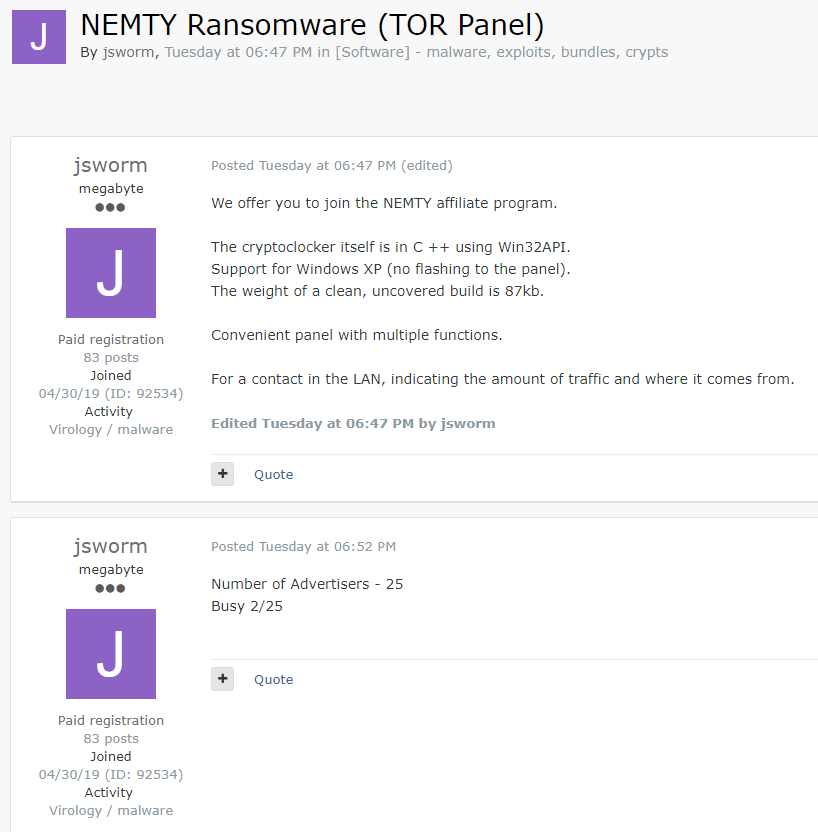 J
NEMTY Ransomware (TOR Panel)
By jsworm, Tuesday at 06:47 PM in [Software] - malware, exploits, bundles, crypts
jsworm
megabyte
J
Paid registration
83 posts
Joined
04/30/19 (ID: 92534)
Activity
Virology / malware
Posted Tuesday at 06:47 PM (edited)
We offer you to join the NEMTY affiliate program.
The cryptoclocker itself is in C ++ using Win32API.
Support for Windows XP (no flashing to the panel).
The weight of a clean, uncovered build is 87kb.
Convenient panel with multiple functions.
For a contact in the LAN, indicating the amount of traffic and where it comes from.
Edited Tuesday at 06:47 PM by jsworm
+ Quote
jsworm
megabyte
J
Paid registration
83 posts
Joined
04/30/19 (ID: 92534)
Activity
Virology / malware
Posted Tuesday at 06:52 PM
Number of Advertisers - 25
Busy 2/25
+ Quote